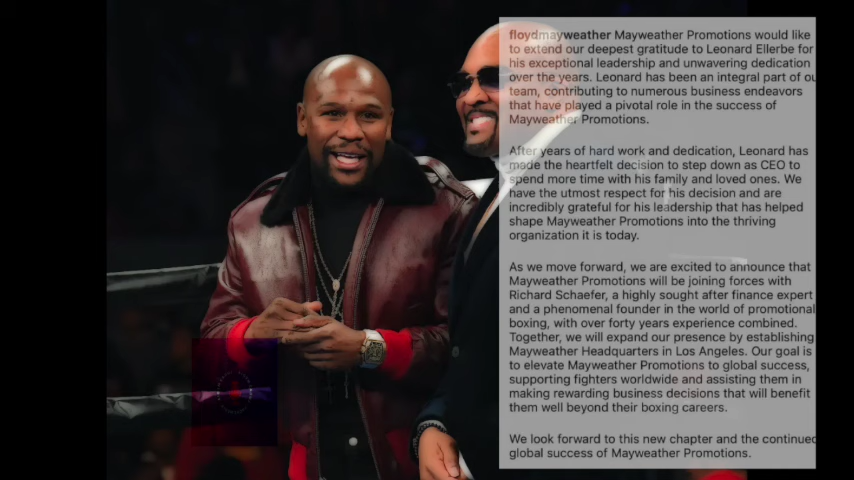 floydmayweather Mayweather Promotions would like
to extend our deepest gratitude to Leonard Ellerbe for
his exceptional leadership and unwavering dedication
over the years. Leonard has been an integral part of ou
team, contributing to numerous business endeavors
that have played a pivotal role in the success of
Mayweather Promotions.
After years of hard work and dedication, Leonard has
made the heartfelt decision to step down as CEO to
spend more time with his family and loved ones. We
have the utmost respect for his decision and are
incredibly grateful for his leadership that has helped
shape Mayweather Promotions into the thriving
organization it is today.
As we move forward, we are excited to announce that
Mayweather Promotions will be joining forces with
Richard Schaefer, a highly sought after finance expert
and a phenomenal founder in the world of promotional
boxing, with over forty years experience combined.
Together, we will expand our presence by establishing
Mayweather Headquarters in Los Angeles. Our goal is
to elevate Mayweather Promotions to global success,
supporting fighters worldwide and assisting them in
making rewarding business decisions that will benefit
them well beyond their boxing careers.
We look forward to this new chapter and the continued
global success of Mayweather Promotions.